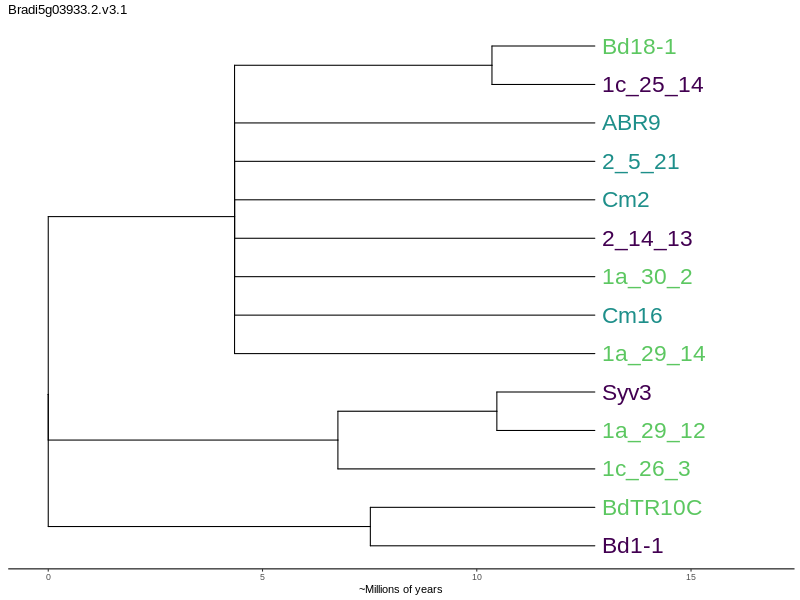 Bradi5g03933.2.v3.1
Bd18-1
1c_25_14
ABR9
2_5_21
Cm2
2_14_13
1a_30_2
Cm16
1a_29_14
Syv3
1a_29_12
1c_26_3
BdTR10C
Bd1-1
0 5 10 15
~Millions of years